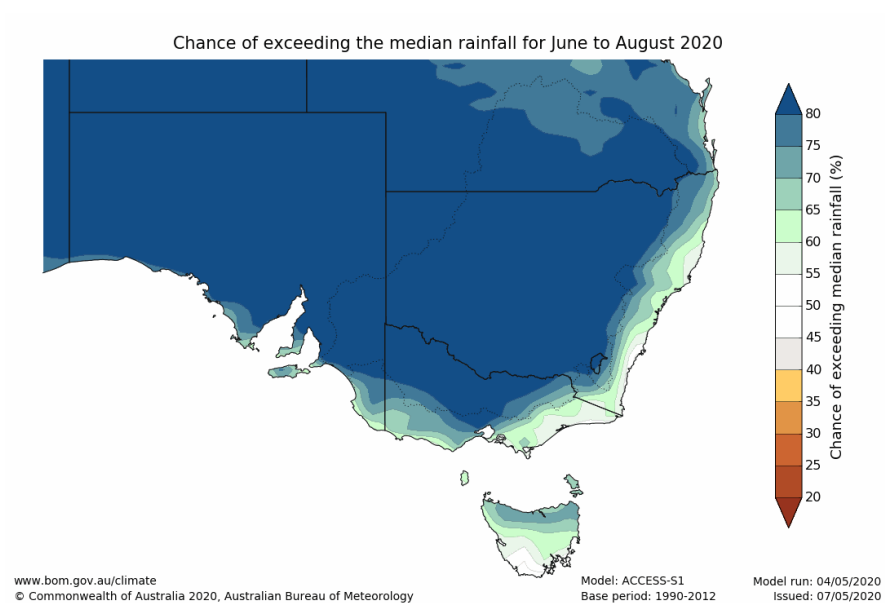 Chance of exceeding the median rainfall for June to August 2020
80
75
70
65
60
55
50
45
40
35
30
25
20
Chance of exceeding median rainfall (%)
www.bom.gov.au/climate
© Commonwealth of Australia 2020, Australian Bureau of Meteorology
Model: ACCESS-S1
Base period: 1990-2012
Model run: 04/05/2020
Issued: 07/05/2020